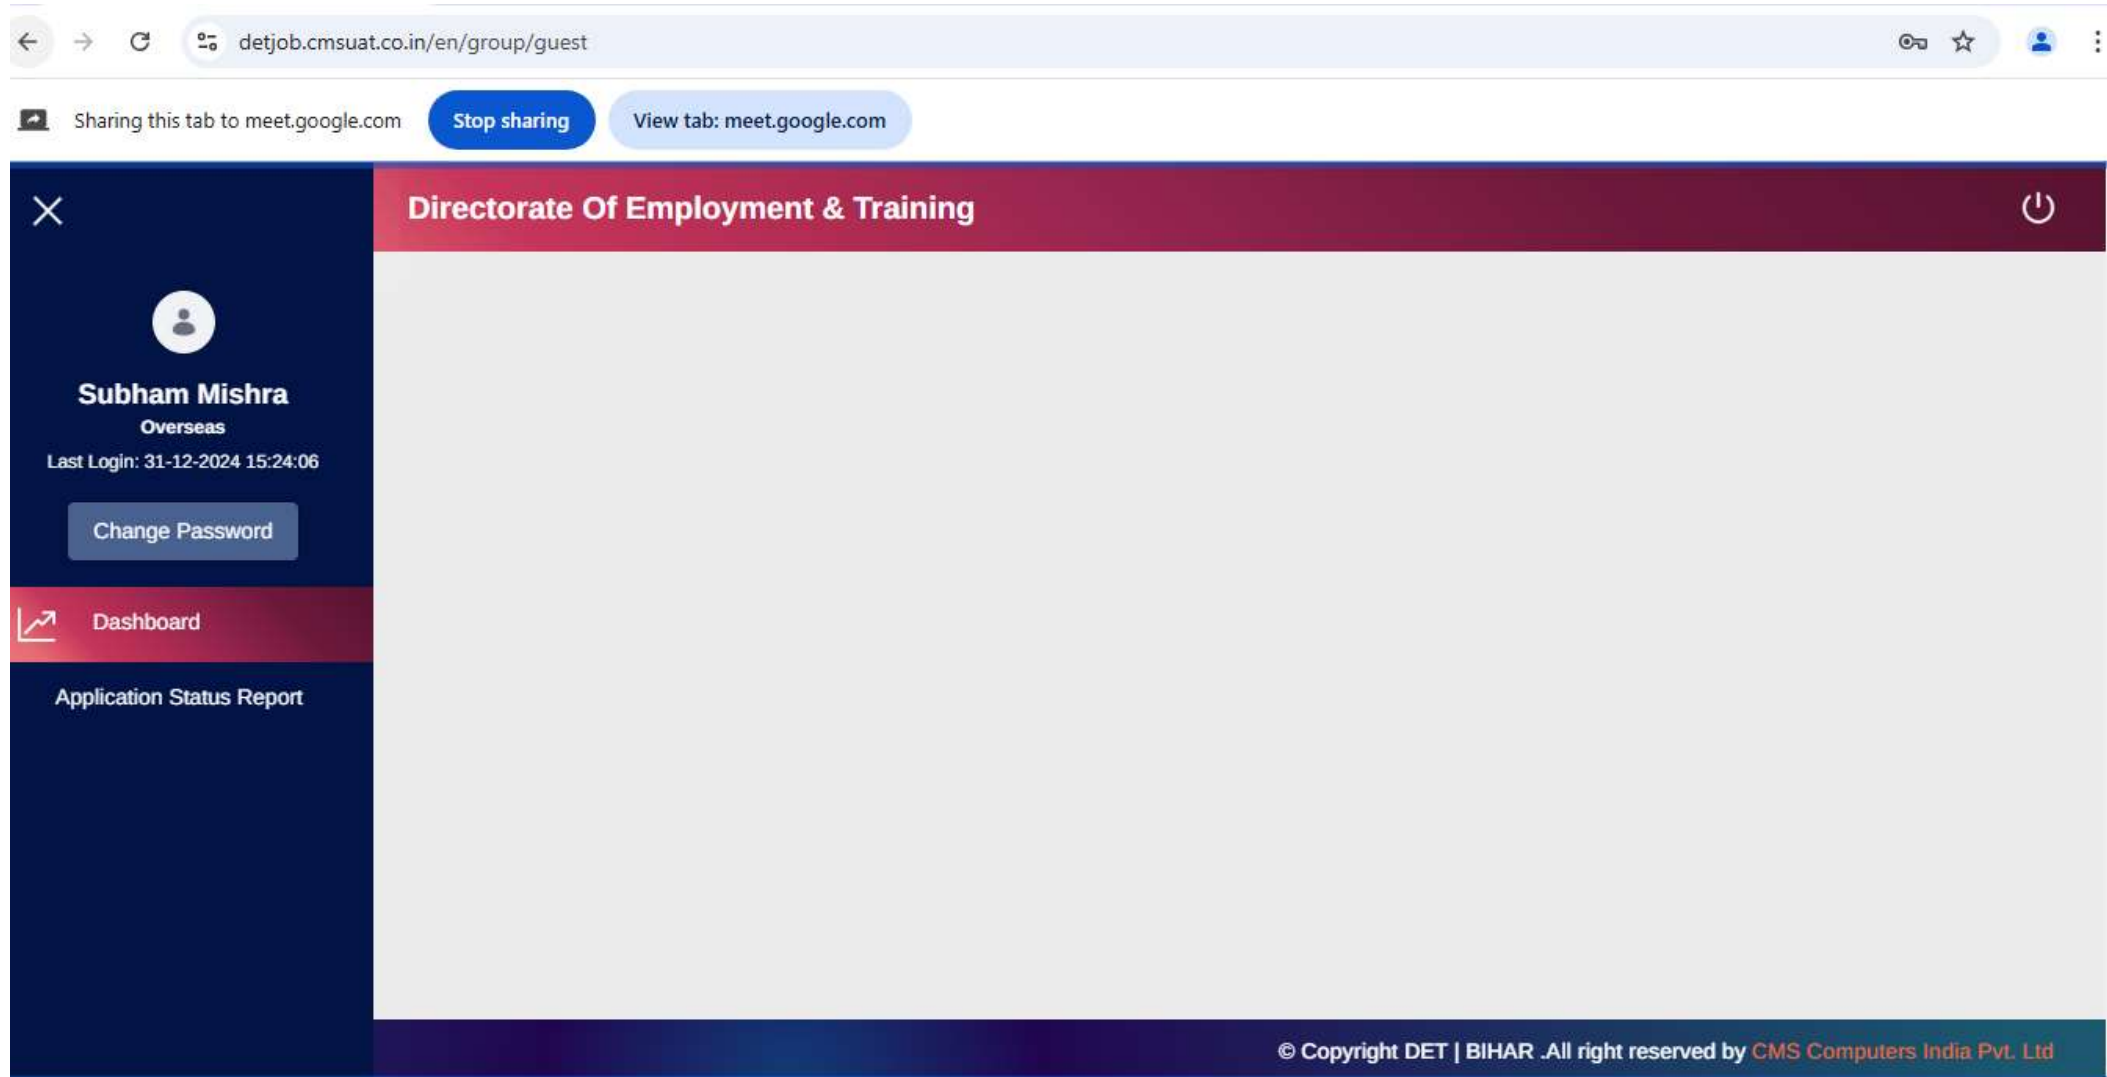 detjob.cmsuat.co.in/en/group/guest
Sharing this tab to meet.google.com
Stop sharing
View tab: meet.google.com
Directorate Of Employment & Training
Subham Mishra
Overseas
Last Login: 31-12-2024 15:24:06
Change Password
Dashboard
Application Status Report
© Copyright DET | BIHAR .All right reserved by CMS Computers India Pvt. Ltd